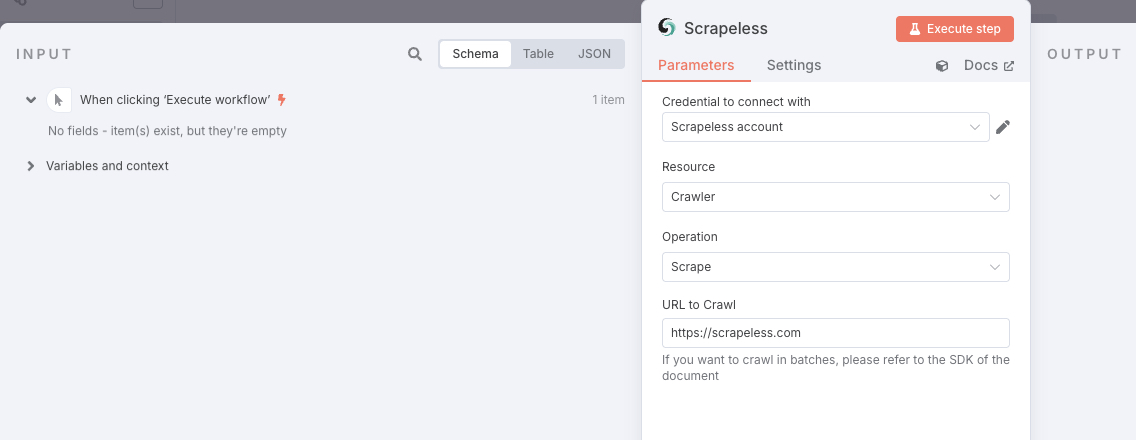 INPUT
Schema
Table
JSON
When clicking ‘Execute workflow’
1 item
No fields - item(s) exist, but they're empty
Variables and context
Scrapeless
Execute step
Parameters
Settings
Docs
Credential to connect with
Scrapeless account
Resource
Crawler
Operation
Scrape
URL to Crawl
https://scrapeless.com
If you want to crawl in batches, please refer to the SDK of the
document
OUTPUT